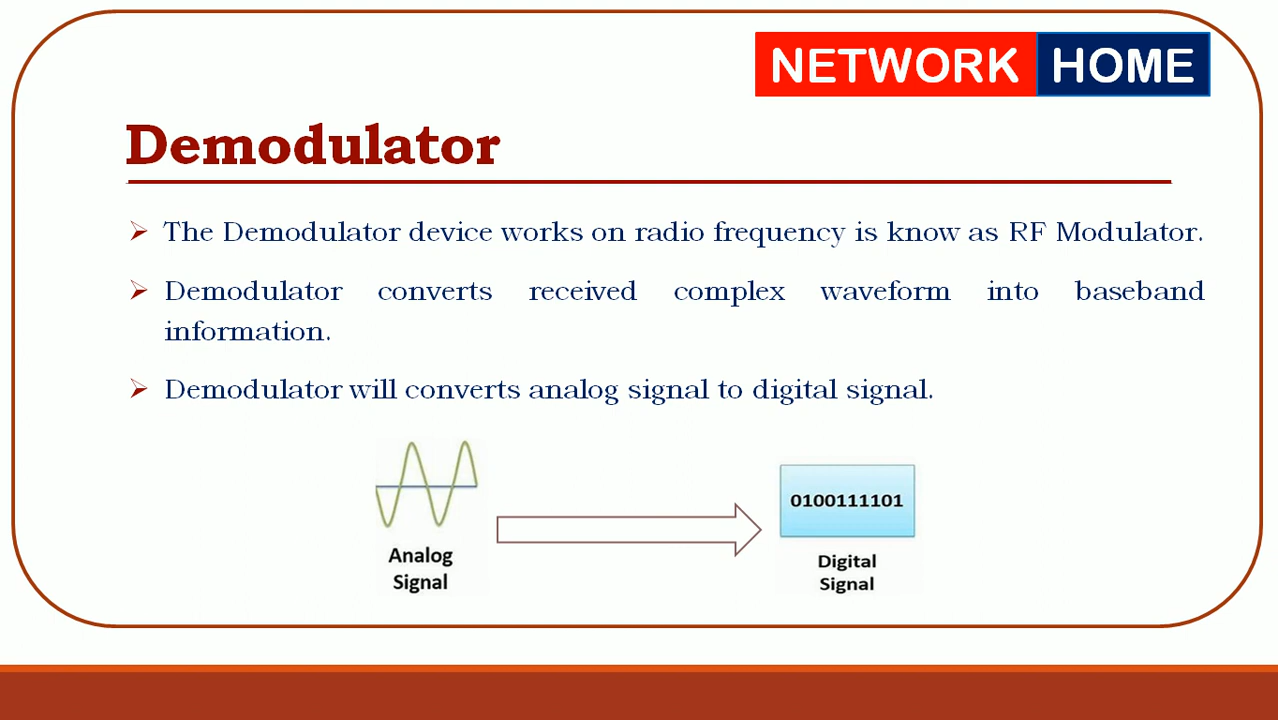 NETWORK HOME
Demodulator
➢ The Demodulator device works on radio frequency is know as RF Modulator.
➢ Demodulator converts received complex waveform into baseband
information.
➢ Demodulator will converts analog signal to digital signal.
0100111101
Analog
Signal
Digital
Signal